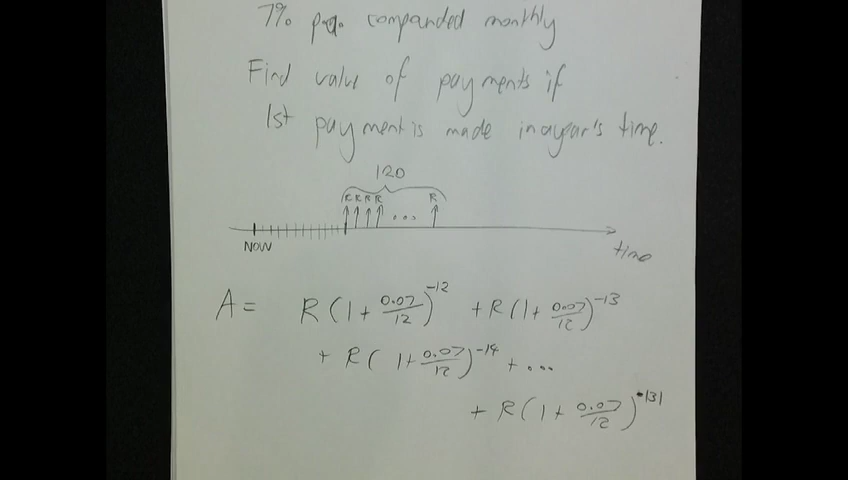 7% p.a. compounded monthly
Find value of payments if
1st payment is made in a year's time.
120
R R R R R
...
NOW
time
A = R(1+0.07/12)^-12 + R(1+0.07/12)^-13
+ R(1+0.07/12)^-14 + ...
+ R(1+0.07/12)^-131